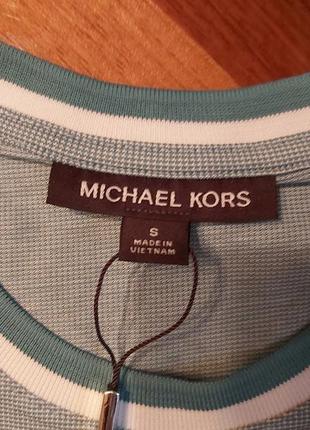 MICHAEL KORS
S
MADE IN
VIETNAM